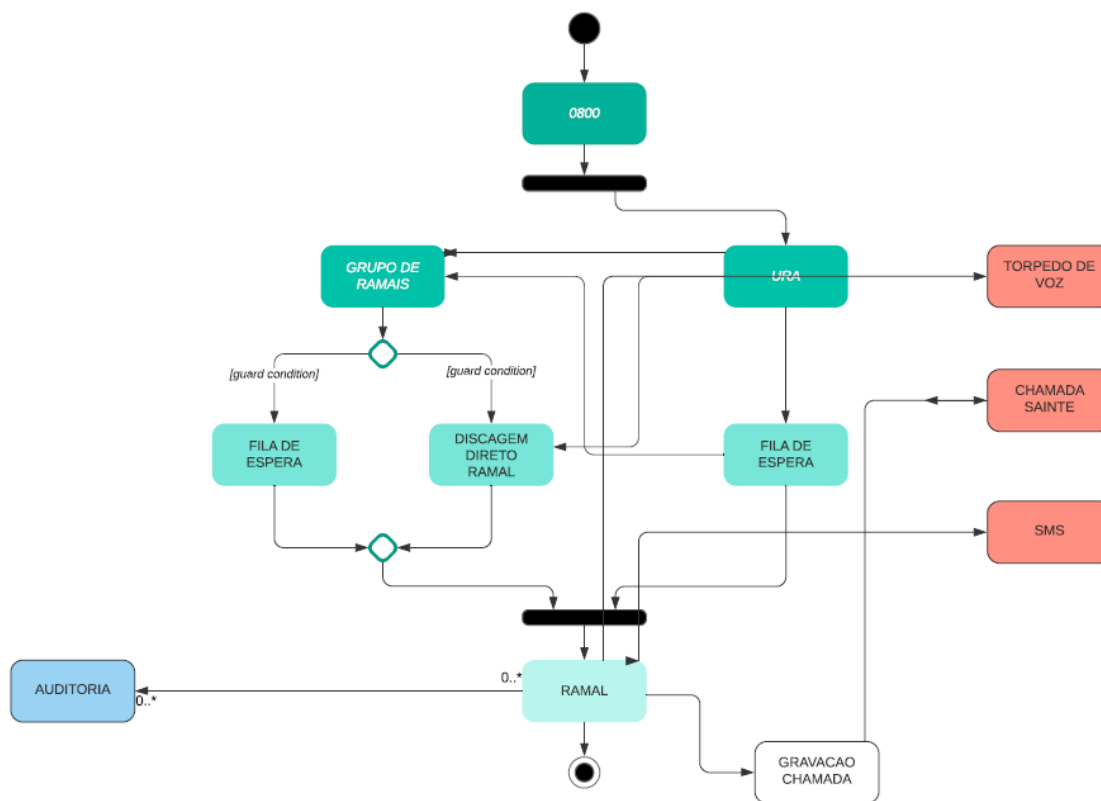 0800
GRUPO DE
RAMAIS
URA
TORPEDO DE
VOZ
[guard condition]
[guard condition]
CHAMADA
SAINTE
FILA DE
ESPERA
DISCAGEM
DIRETO
RAMAL
FILA DE
ESPERA
SMS
AUDITORIA
0..*
0..*
RAMAL
GRAVACAO
CHAMADA